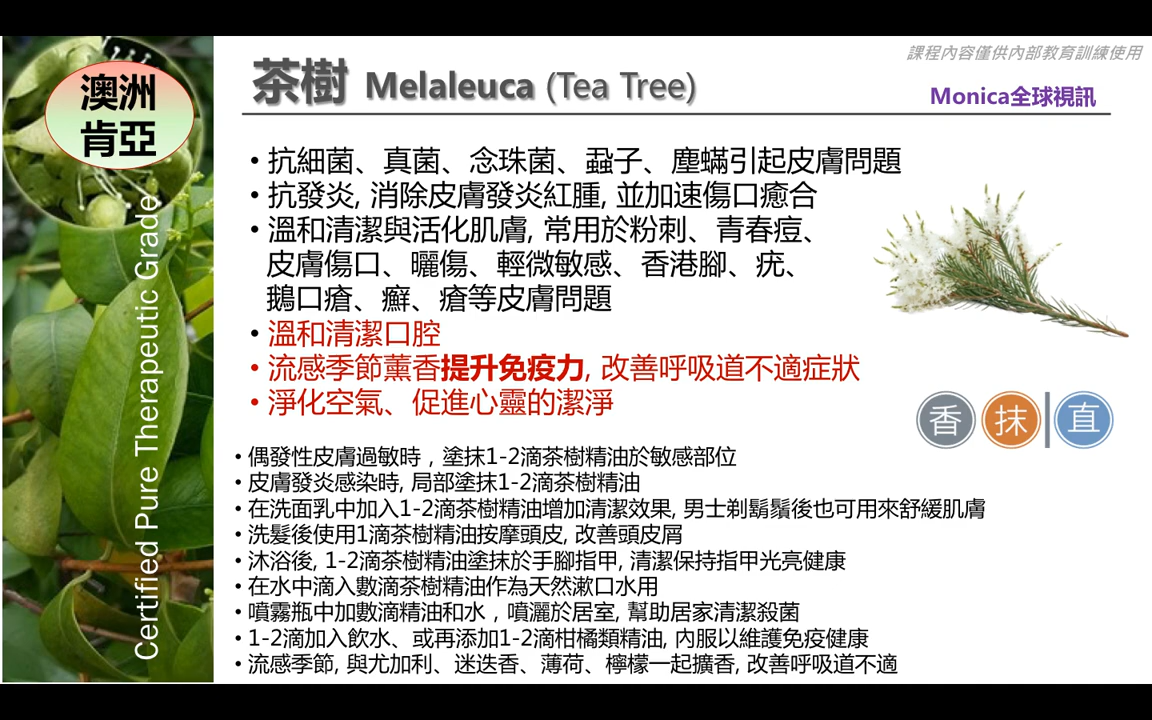 課程內容僅供內部教育訓練使用
澳洲
肯亞
茶樹 Melaleuca (Tea Tree)
Monica全球視訊
Certified Pure Therapeutic Grade
• 抗細菌、真菌、念珠菌、蝨子、塵蟎引起皮膚問題
• 抗發炎, 消除皮膚發炎紅腫, 並加速傷口癒合
• 溫和清潔與活化肌膚, 常用於粉刺、青春痘、
皮膚傷口、曬傷、輕微敏感、香港腳、疣、
鵝口瘡、癬、瘡等皮膚問題
• 溫和清潔口腔
• 流感季節薰香提升免疫力, 改善呼吸道不適症狀
• 淨化空氣、促進心靈的潔淨
香 抹 直
• 偶發性皮膚過敏時，塗抹1-2滴茶樹精油於敏感部位
• 皮膚發炎感染時, 局部塗抹1-2滴茶樹精油
• 在洗面乳中加入1-2滴茶樹精油增加清潔效果, 男士剃鬍鬚後也可用來舒緩肌膚
• 洗髮後使用1滴茶樹精油按摩頭皮, 改善頭皮屑
• 沐浴後, 1-2滴茶樹精油塗抹於手腳指甲, 清潔保持指甲光亮健康
• 在水中滴入數滴茶樹精油作為天然漱口水用
• 噴霧瓶中加數滴精油和水，噴灑於居室, 幫助居家清潔殺菌
• 1-2滴加入飲水、或再添加1-2滴柑橘類精油, 內服以維護免疫健康
• 流感季節, 與尤加利、迷迭香、薄荷、檸檬一起擴香, 改善呼吸道不適